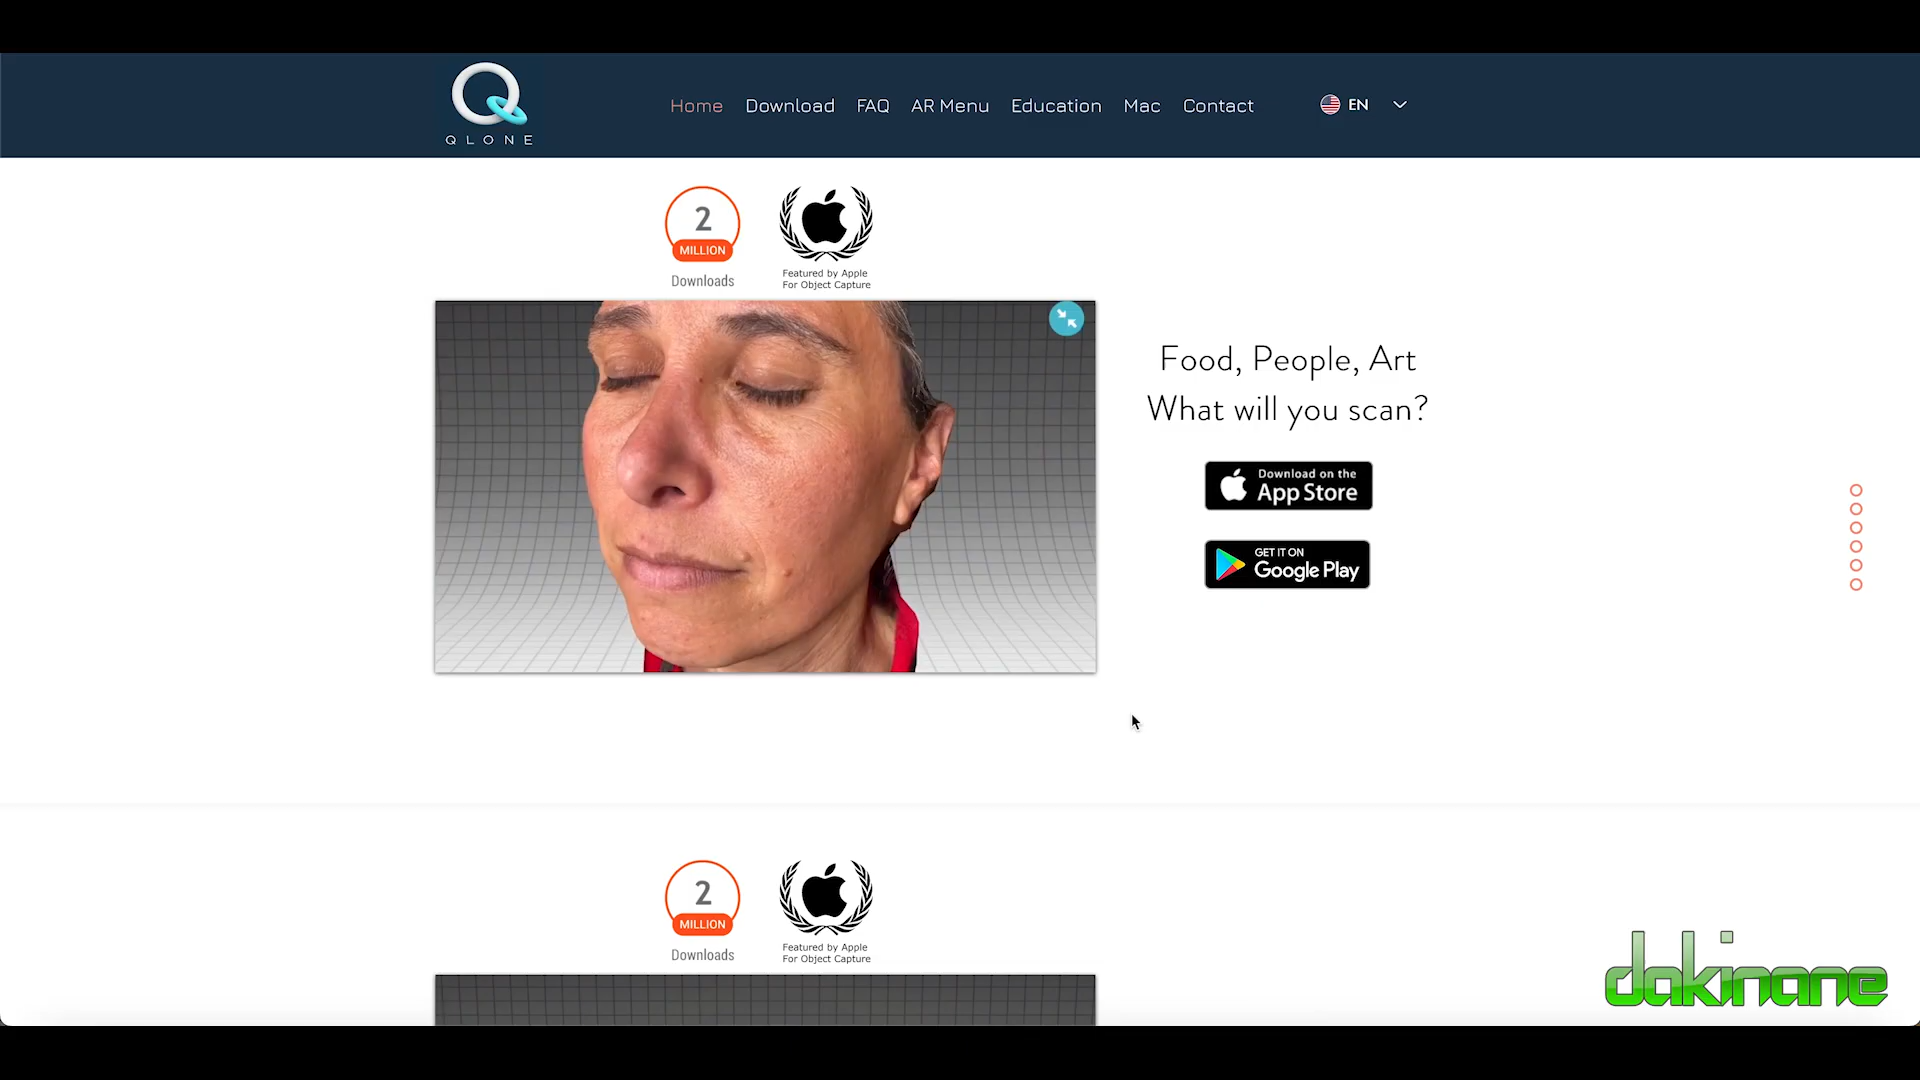 QLONE
Home Download FAQ AR Menu Education Mac Contact EN
2
MILLION
Downloads
Featured by Apple
For Object Capture
Food, People, Art
What will you scan?
Download on the
App Store
GET IT ON
Google Play
2
MILLION
Downloads
Featured by Apple
For Object Capture
dakinane